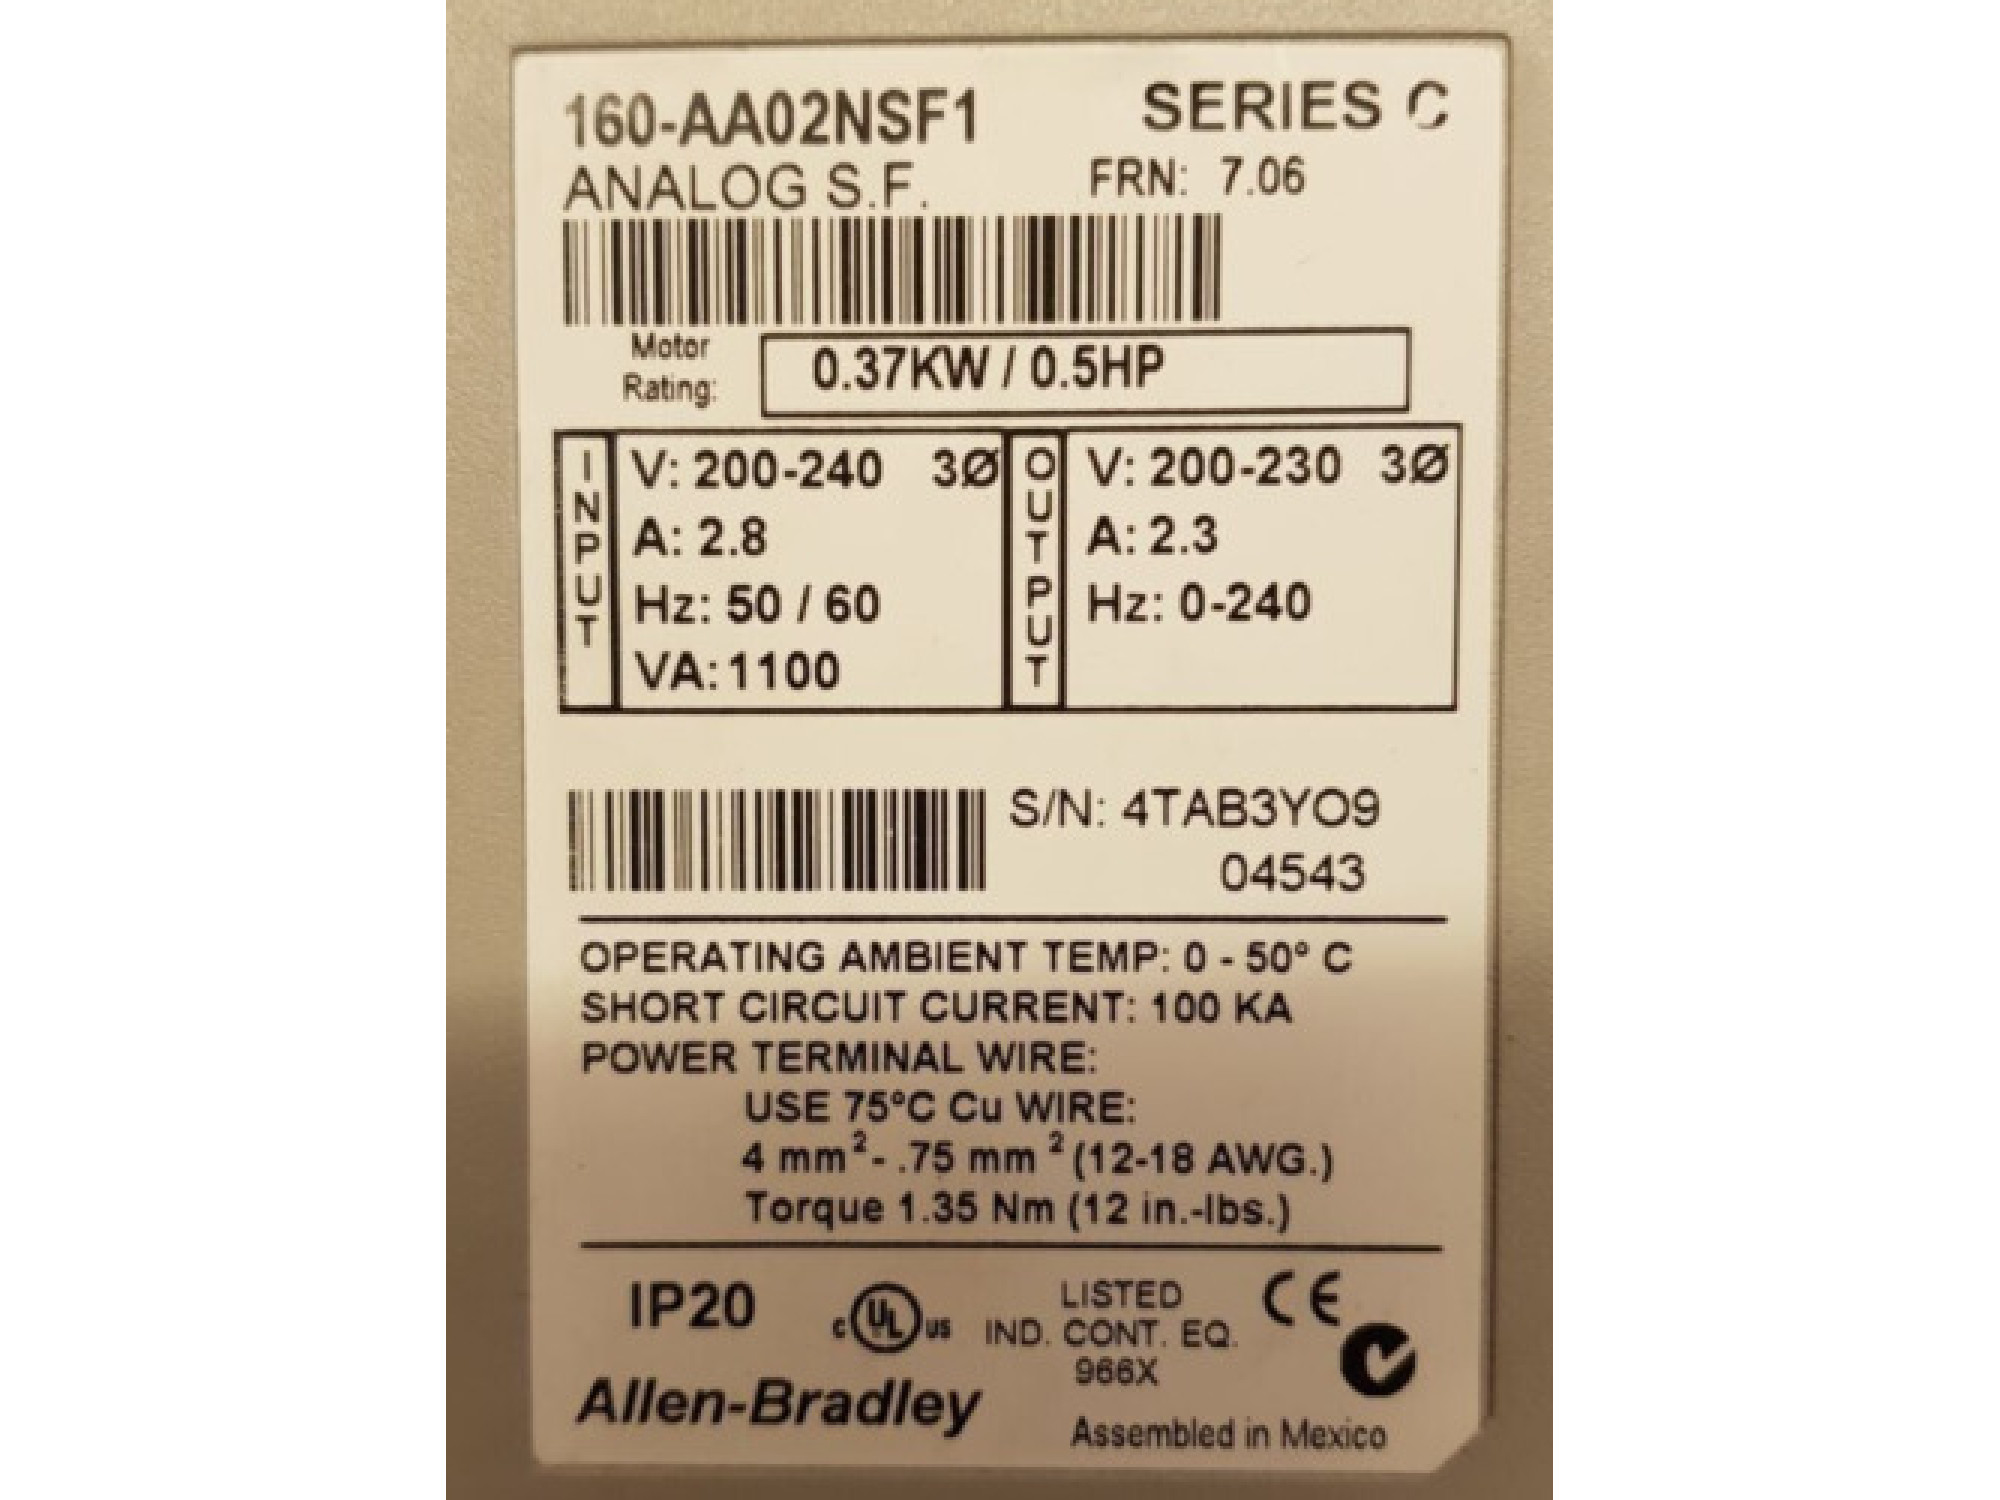 160-AA02NSF1 SERIES C
ANALOG S.F. FRN: 7.06
Motor
Rating:
0.37KW / 0.5HP
INPUT
V: 200-240 3Ø
A: 2.8
Hz: 50 / 60
VA: 1100
OUTPUT
V: 200-230 3Ø
A: 2.3
Hz: 0-240
S/N: 4TAB3YO9
04543
OPERATING AMBIENT TEMP: 0 - 50° C
SHORT CIRCUIT CURRENT: 100 KA
POWER TERMINAL WIRE:
USE 75°C Cu WIRE:
4 mm² - .75 mm ² (12-18 AWG.)
Torque 1.35 Nm (12 in.-lbs.)
IP20
c UL us
LISTED
IND. CONT. EQ.
966X
CE
Allen-Bradley
Assembled in Mexico